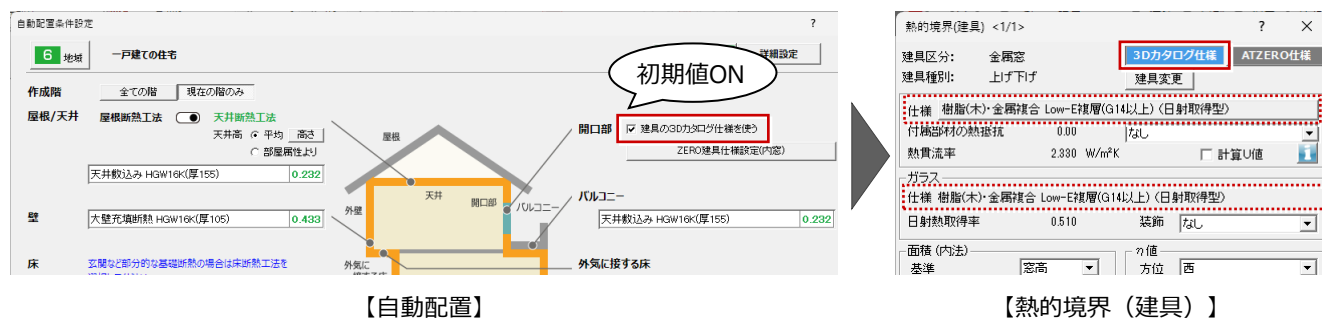 自動配置条件設定 ?
6 地域 一戸建ての住宅 詳細設定
初期値ON
作成階 全ての階 現在の階のみ
屋根/天井 屋根断熱工法 天井断熱工法
天井高 平均 高さ
部屋属性より
天井敷込み HGW16K(厚155) 0.232
壁 大壁充填断熱 HGW16K(厚105) 0.433
床 玄関など部分的な基礎断熱の場合は床断熱工法を
屋根
天井
開口部
バルコニー
外壁
外気に
開口部 建具の3Dカタログ仕様を使う
ZERO建具仕様設定(内窓)
バルコニー
天井敷込み HGW16K(厚155) 0.232
外気に接する床
【自動配置】
熱的境界(建具) <1/1> ? ×
建具区分: 金属窓 3Dカタログ仕様 ATZERO仕様
建具種別: 上げ下げ 建具変更
仕様 樹脂(木)・金属複合 Low-E複層(G14以上)(日射取得型)
付属部材の熱抵抗 0.00 なし
熱貫流率 2.330 W/m²K 計算U値
ガラス
仕様 樹脂(木)・金属複合 Low-E複層(G14以上)(日射取得型)
日射熱取得率 0.510 装飾 なし
面積(内法) η値
基準 窓高 方位 西
【熱的境界（建具）】